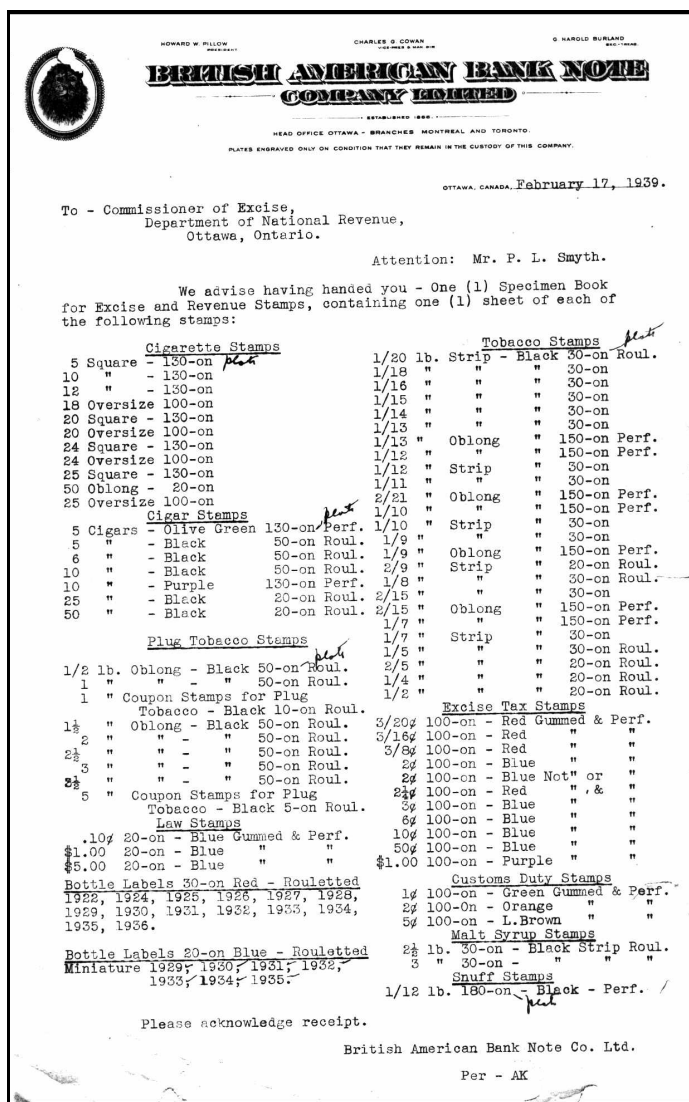 HOWARD W. PILLOW
PRESIDENT
CHARLES G. COWAN
VICE-PRES & MAN. DIR.
G. HAROLD BURLAND
SEC.-TREAS.
BRITISH AMERICAN BANK NOTE
COMPANY LIMITED
ESTABLISHED 1866.
HEAD OFFICE OTTAWA - BRANCHES MONTREAL AND TORONTO.
PLATES ENGRAVED ONLY ON CONDITION THAT THEY REMAIN IN THE CUSTODY OF THIS COMPANY.
OTTAWA, CANADA, February 17, 1939.
To - Commissioner of Excise,
Department of National Revenue,
Ottawa, Ontario.
Attention: Mr. P. L. Smyth.
We advise having handed you - One (1) Specimen Book
for Excise and Revenue Stamps, containing one (1) sheet of each of
the following stamps:
Cigarette Stamps
5 Square - 130-on plate
10 " - 130-on
12 " - 130-on
18 Oversize 100-on
20 Square - 130-on
20 Oversize 100-on
24 Square - 130-on
24 Oversize 100-on
25 Square - 130-on
50 Oblong - 20-on
25 Oversize 100-on
Cigar Stamps
plate
5 Cigars - Olive Green 130-on Perf.
5 " - Black 50-on Roul.
6 " - Black 50-on Roul.
10 " - Black 50-on Roul.
10 " - Purple 130-on Perf.
25 " - Black 20-on Roul.
50 " - Black 20-on Roul.
Plug Tobacco Stamps
plate
1/2 lb. Oblong - Black 50-on Roul.
1 " " - " 50-on Roul.
1 " Coupon Stamps for Plug
Tobacco - Black 10-on Roul.
1½ " Oblong - Black 50-on Roul.
2 " " - " 50-on Roul.
2½ " " - " 50-on Roul.
3 " " - " 50-on Roul.
3½ " " - " 50-on Roul.
5 " Coupon Stamps for Plug
Tobacco - Black 5-on Roul.
Law Stamps
.10¢ 20-on - Blue Gummed & Perf.
$1.00 20-on - Blue " "
$5.00 20-on - Blue " "
Bottle Labels 30-on Red - Rouletted
1922, 1924, 1925, 1926, 1927, 1928,
1929, 1930, 1931, 1932, 1933, 1934,
1935, 1936.
Bottle Labels 20-on Blue - Rouletted
Miniature 1929, 1930, 1931, 1932,
1933, 1934, 1935.
Tobacco Stamps
plate
1/20 lb. Strip - Black 30-on Roul.
1/18 " " " 30-on
1/16 " " " 30-on
1/15 " " " 30-on
1/14 " " " 30-on
1/13 " " " 30-on
1/13 " Oblong " 150-on Perf.
1/12 " " " 150-on Perf.
1/12 " Strip " 30-on
1/11 " " " 30-on
2/21 " Oblong " 150-on Perf.
1/10 " " " 150-on Perf.
1/10 " Strip " 30-on
1/9 " " " 30-on
1/9 " Oblong " 150-on Perf.
2/9 " Strip " 20-on Roul.
1/8 " " " 30-on Roul.
2/15 " " " 30-on
2/15 " Oblong " 150-on Perf.
1/7 " " " 150-on Perf.
1/7 " Strip " 30-on
1/5 " " " 30-on Roul.
2/5 " " " 20-on Roul.
1/4 " " " 20-on Roul.
1/2 " " " 20-on Roul.
Excise Tax Stamps
3/20¢ 100-on - Red Gummed & Perf.
3/16¢ 100-on - Red " "
3/8¢ 100-on - Red " "
2¢ 100-on - Blue " "
2¢ 100-on - Blue Not" or "
2¼¢ 100-on - Red " , & "
3¢ 100-on - Blue " "
6¢ 100-on - Blue " "
10¢ 100-on - Blue " "
50¢ 100-on - Blue " "
$1.00 100-on - Purple " "
Customs Duty Stamps
1¢ 100-on - Green Gummed & Perf.
2¢ 100-On - Orange " "
5¢ 100-on - L.Brown " "
Malt Syrup Stamps
2½ lb. 30-on - Black Strip Roul.
3 " 30-on - " " "
Snuff Stamps
1/12 lb. 180-on - Black - Perf.
plate
Please acknowledge receipt.
British American Bank Note Co. Ltd.
Per - AK